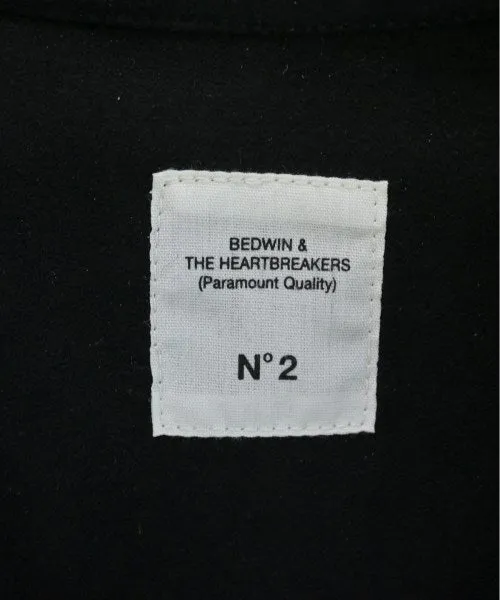 BEDWIN &
THE HEARTBREAKERS
(Paramount Quality)
N° 2